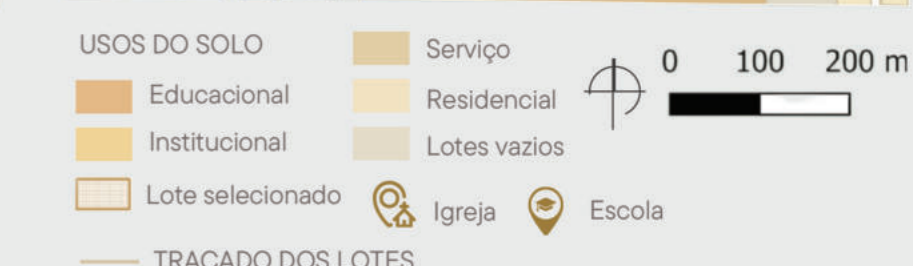 USOS DO SOLO
Educacional
Institucional
Lote selecionado
Serviço
Residencial
Lotes vazios
Igreja
Escola
0 100 200 m
TRAÇADO DOS LOTES